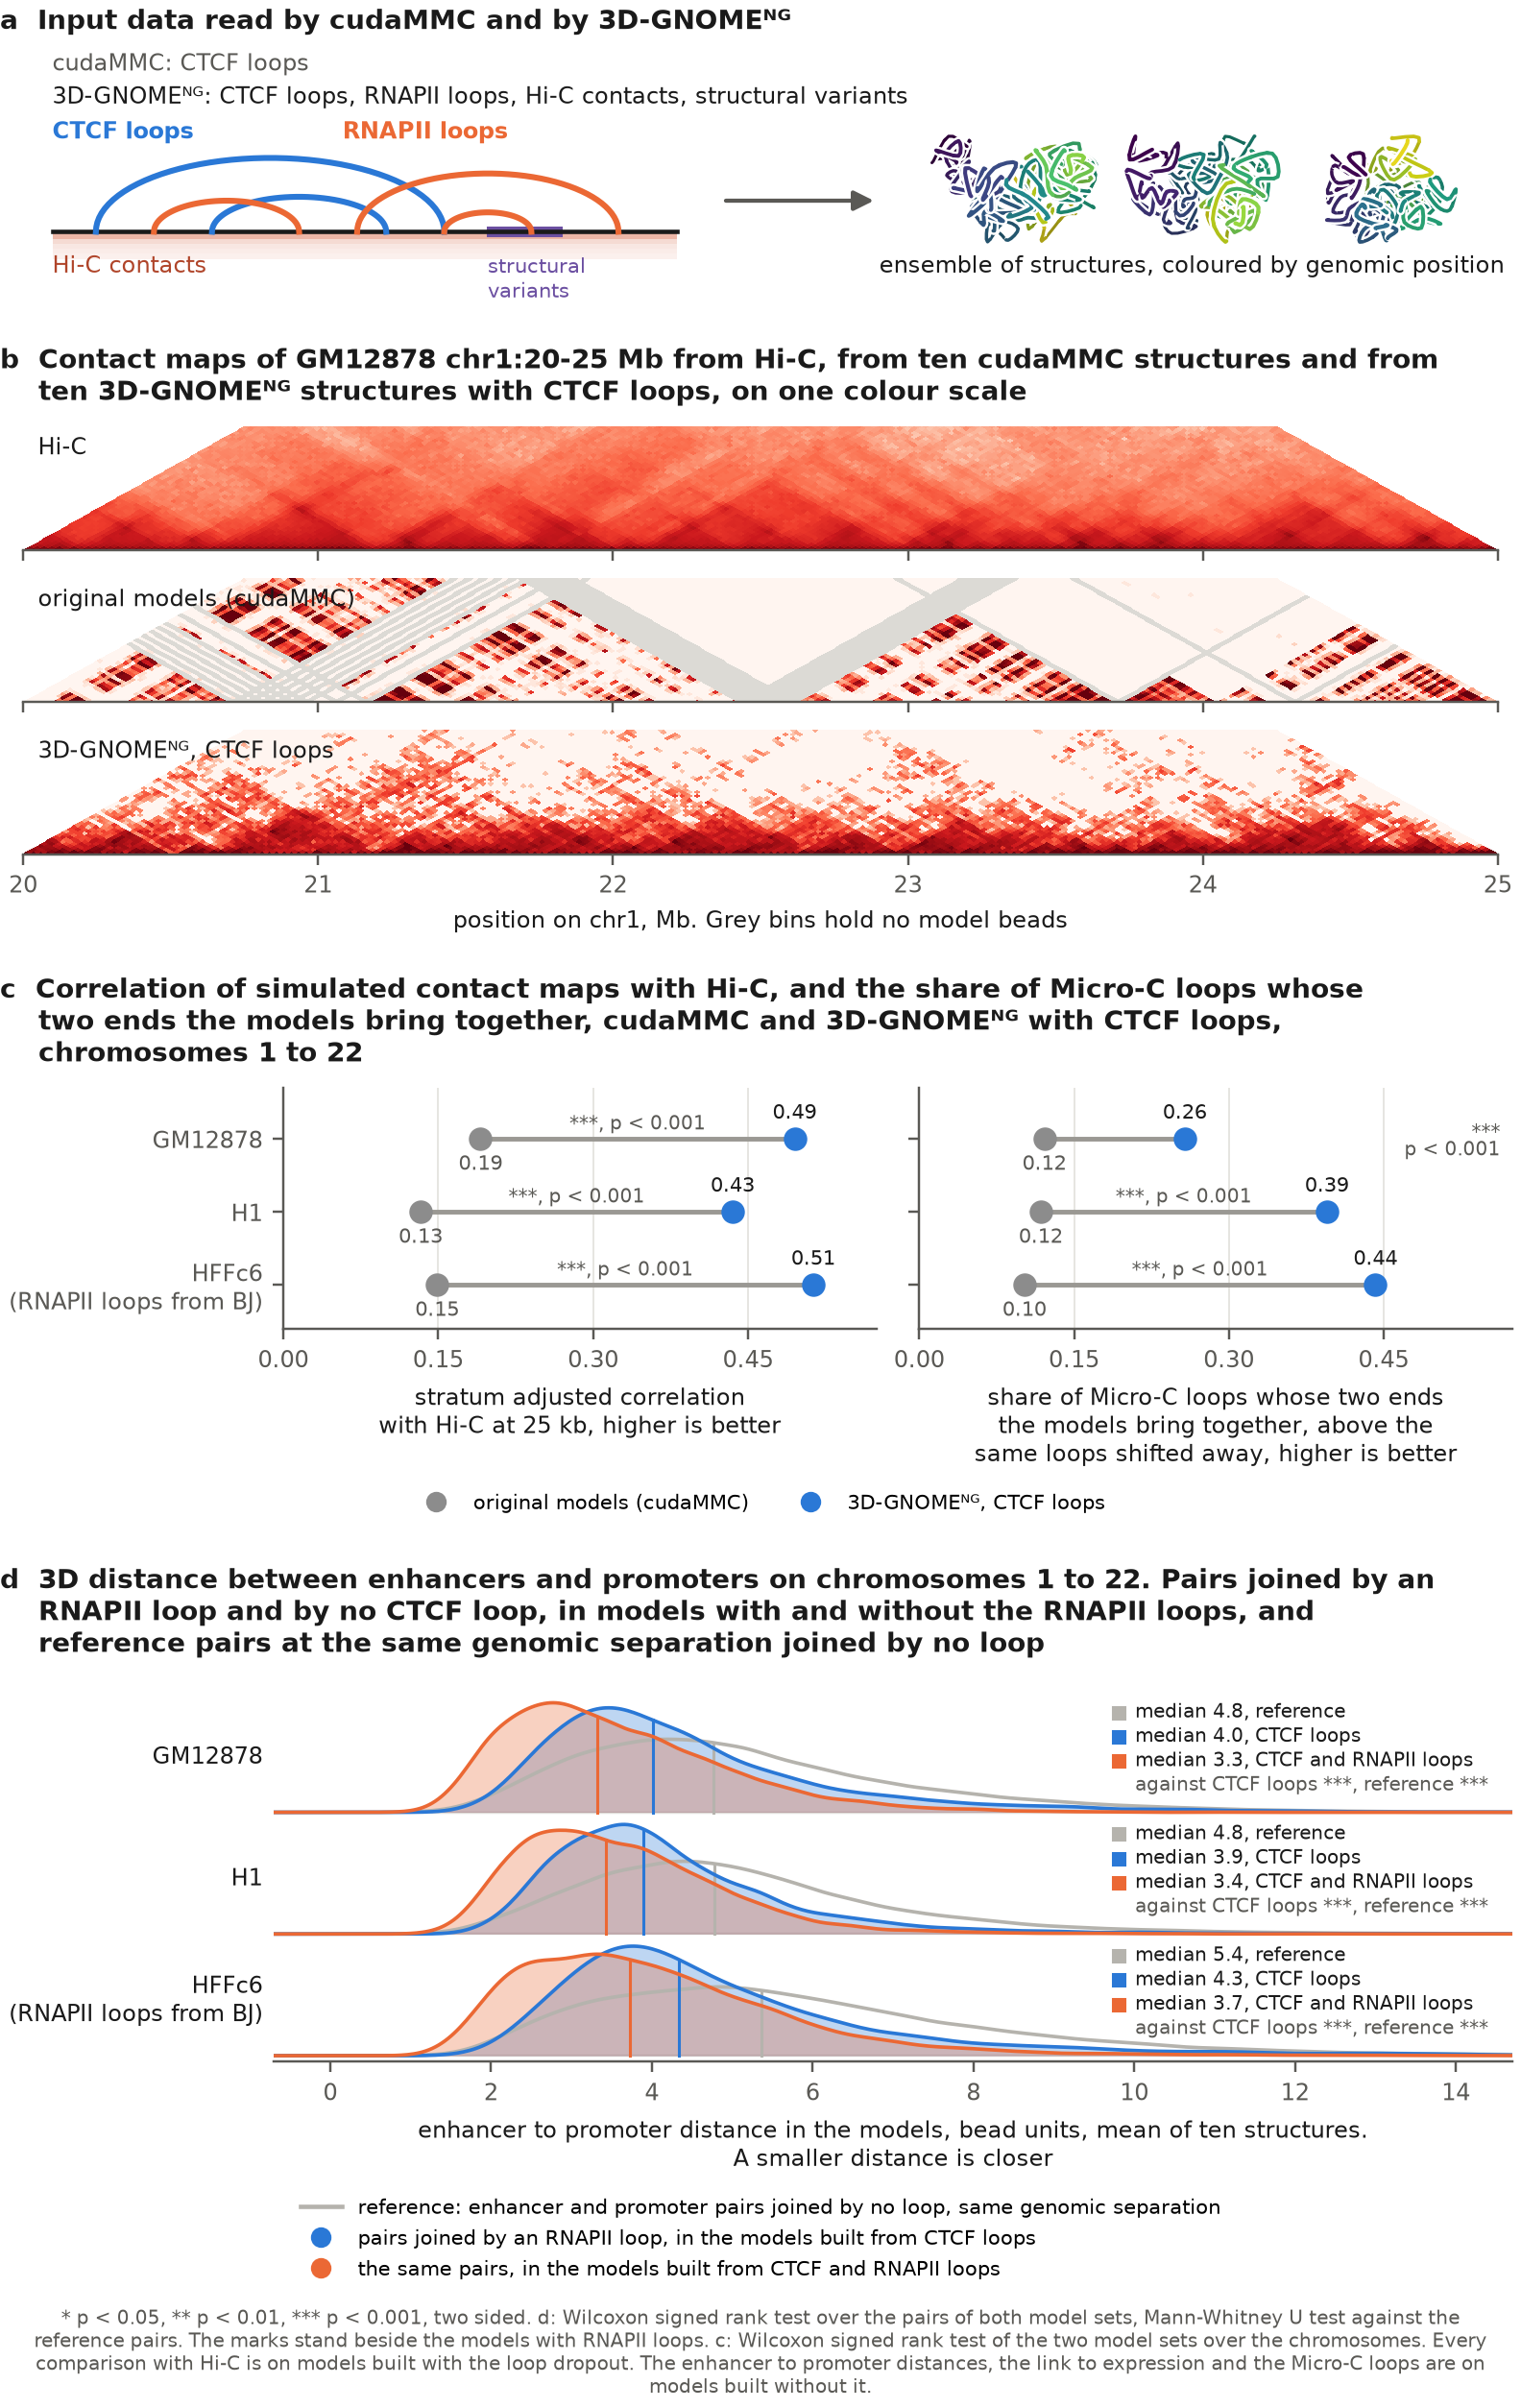 a Input data read by cudaMMC and by 3D-GNOMEᴺᴳ
cudaMMC: CTCF loops
3D-GNOMEᴺᴳ: CTCF loops, RNAPII loops, Hi-C contacts, structural variants
CTCF loops
RNAPII loops
Hi-C contacts
structural
variants
ensemble of structures, coloured by genomic position
b Contact maps of GM12878 chr1:20-25 Mb from Hi-C, from ten cudaMMC structures and from
ten 3D-GNOMEᴺᴳ structures with CTCF loops, on one colour scale
Hi-C
original models (cudaMMC)
3D-GNOMEᴺᴳ, CTCF loops
20 21 22 23 24 25
position on chr1, Mb. Grey bins hold no model beads
c Correlation of simulated contact maps with Hi-C, and the share of Micro-C loops whose
two ends the models bring together, cudaMMC and 3D-GNOMEᴺᴳ with CTCF loops,
chromosomes 1 to 22
GM12878
H1
HFFc6
(RNAPII loops from BJ)
***, p < 0.001
0.49
0.19
***, p < 0.001
0.43
0.13
***, p < 0.001
0.51
0.15
0.00 0.15 0.30 0.45
stratum adjusted correlation
with Hi-C at 25 kb, higher is better
0.26
0.12
***
p < 0.001
***, p < 0.001
0.39
0.12
***, p < 0.001
0.44
0.10
0.00 0.15 0.30 0.45
share of Micro-C loops whose two ends
the models bring together, above the
same loops shifted away, higher is better
original models (cudaMMC)
3D-GNOMEᴺᴳ, CTCF loops
d 3D distance between enhancers and promoters on chromosomes 1 to 22. Pairs joined by an
RNAPII loop and by no CTCF loop, in models with and without the RNAPII loops, and
reference pairs at the same genomic separation joined by no loop
GM12878
median 4.8, reference
median 4.0, CTCF loops
median 3.3, CTCF and RNAPII loops
against CTCF loops ***, reference ***
H1
median 4.8, reference
median 3.9, CTCF loops
median 3.4, CTCF and RNAPII loops
against CTCF loops ***, reference ***
HFFc6
(RNAPII loops from BJ)
median 5.4, reference
median 4.3, CTCF loops
median 3.7, CTCF and RNAPII loops
against CTCF loops ***, reference ***
0 2 4 6 8 10 12 14
enhancer to promoter distance in the models, bead units, mean of ten structures.
A smaller distance is closer
reference: enhancer and promoter pairs joined by no loop, same genomic separation
pairs joined by an RNAPII loop, in the models built from CTCF loops
the same pairs, in the models built from CTCF and RNAPII loops
* p < 0.05, ** p < 0.01, *** p < 0.001, two sided. d: Wilcoxon signed rank test over the pairs of both model sets, Mann-Whitney U test against the
reference pairs. The marks stand beside the models with RNAPII loops. c: Wilcoxon signed rank test of the two model sets over the chromosomes. Every
comparison with Hi-C is on models built with the loop dropout. The enhancer to promoter distances, the link to expression and the Micro-C loops are on
models built without it.